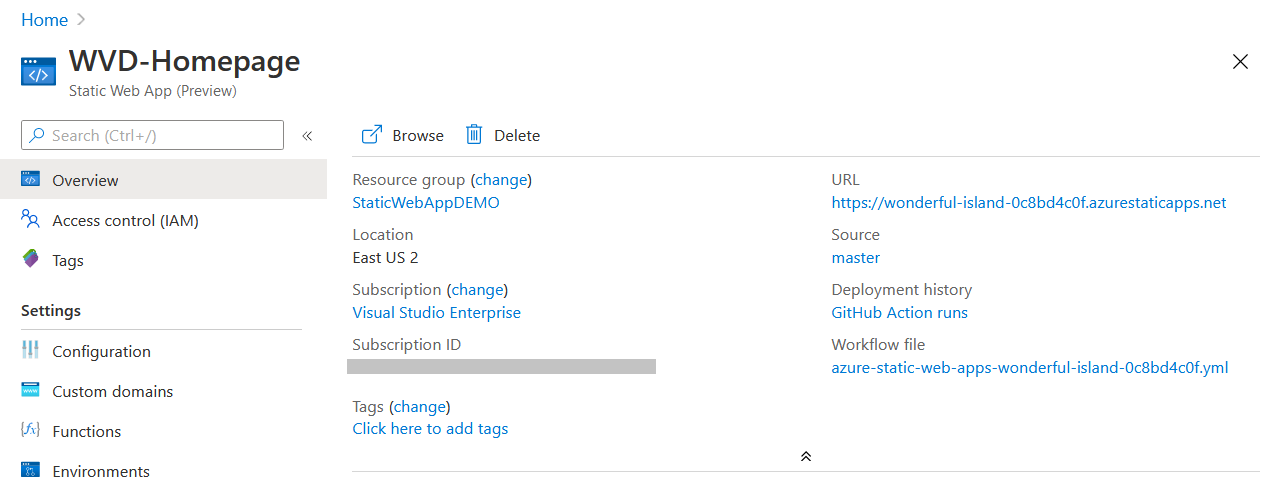 Home
WVD-Homepage
Static Web App (Preview)
Search (Ctrl+/)
Overview
Access control (IAM)
Tags
Settings
Configuration
Custom domains
Functions
Environments
Browse
Delete
Resource group (change)
StaticWebAppDEMO
Location
East US 2
Subscription (change)
Visual Studio Enterprise
Subscription ID
Tags (change)
Click here to add tags
URL
https://wonderful-island-0c8bd4c0f.azurestaticapps.net
Source
master
Deployment history
GitHub Action runs
Workflow file
azure-static-web-apps-wonderful-island-0c8bd4c0f.yml